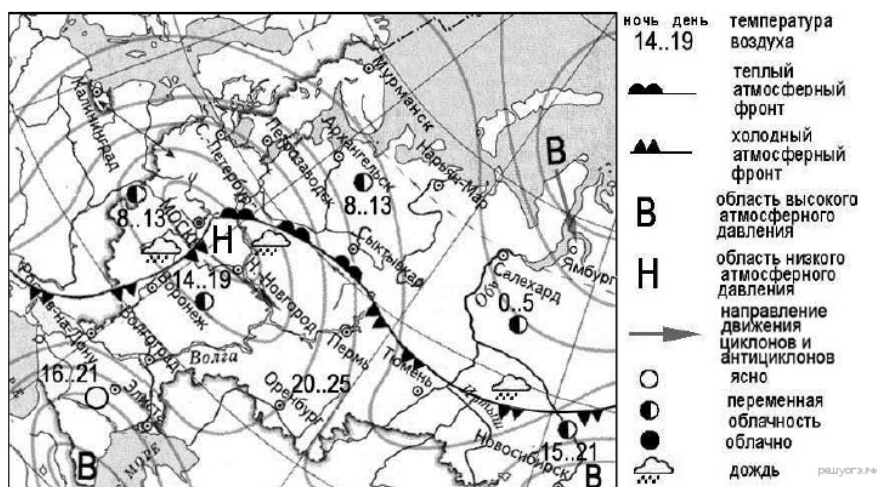 Мурманск
Калининград
С.-Петербург
Петрозаводск
Архангельск
Нарьян-Мар
В
8..13
8..13
МОСКВА
Н
Сыктывкар
Ямбург
Салехард
Обь
0..5
14..19
Н.-Новгород
Воронеж
Ростов-на-Дону
Волгоград
Волга
Пермь
Тюмень
Иртыш
16..21
Элиста
Оренбург
20..25
Новосибирск
15..21
В
МОРЕ
В
ночь день
14..19
температура
воздуха
теплый
атмосферный
фронт
холодный
атмосферный
фронт
В
область высокого
атмосферного
давления
Н
область низкого
атмосферного
давления
направление
движения
циклонов и
антициклонов
ясно
переменная
облачность
облачно
дождь
решуогэ.рф